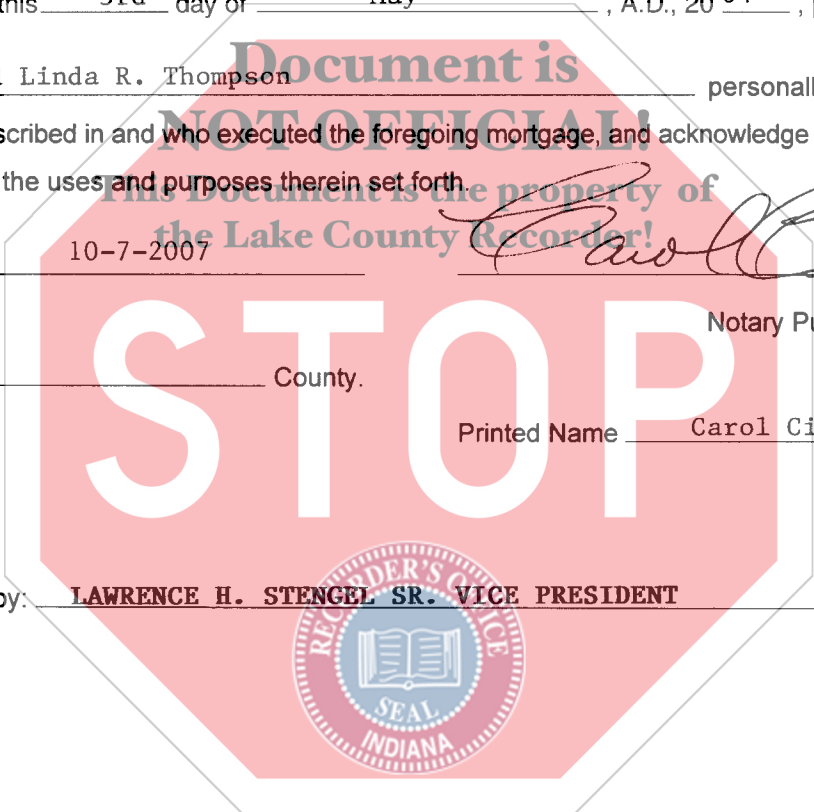 this 3rd day of May , A.D., 20
Linda R. Thompson personall
scribed in and who executed the foregoing mortgage, and acknowledge
the uses and purposes therein set forth.
Document is
NOT OFFICIAL!
This Document is the property of
the Lake County Recorder!
10-7-2007
Notary Pu
County.
Printed Name Carol Ci
STOP
by: LAWRENCE H. STENGEL SR. VICE PRESIDENT
RECORDER'S OFFICE
SEAL
INDIANA